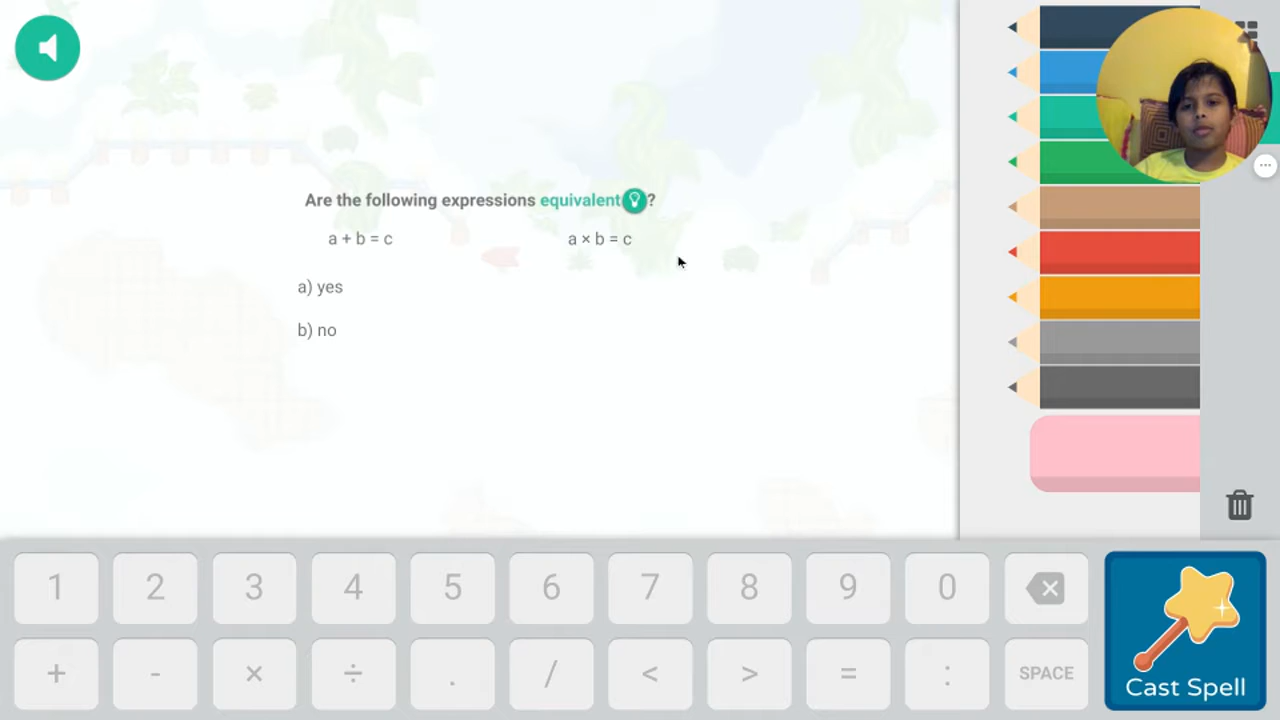 Are the following expressions equivalent ?
a + b = c a × b = c
a) yes
b) no
1 2 3 4 5 6 7 8 9 0
+ - × ÷ . / < > = : SPACE
Cast Spell